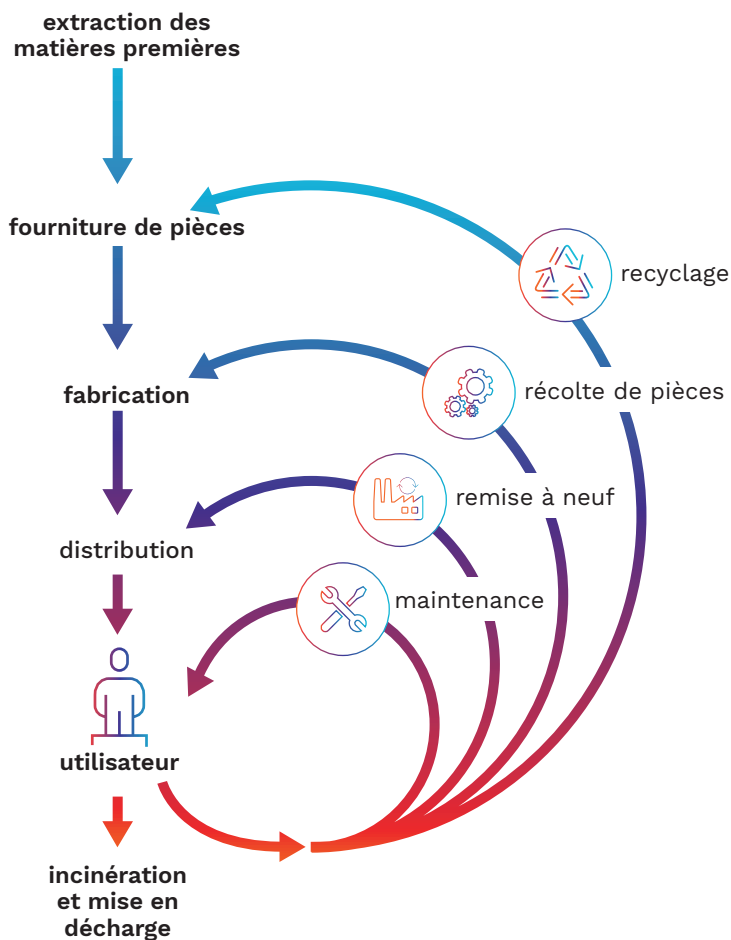 extraction des
matières premières
fourniture de pièces
recyclage
fabrication
récolte de pièces
remise à neuf
distribution
maintenance
utilisateur
incinération
et mise en
décharge